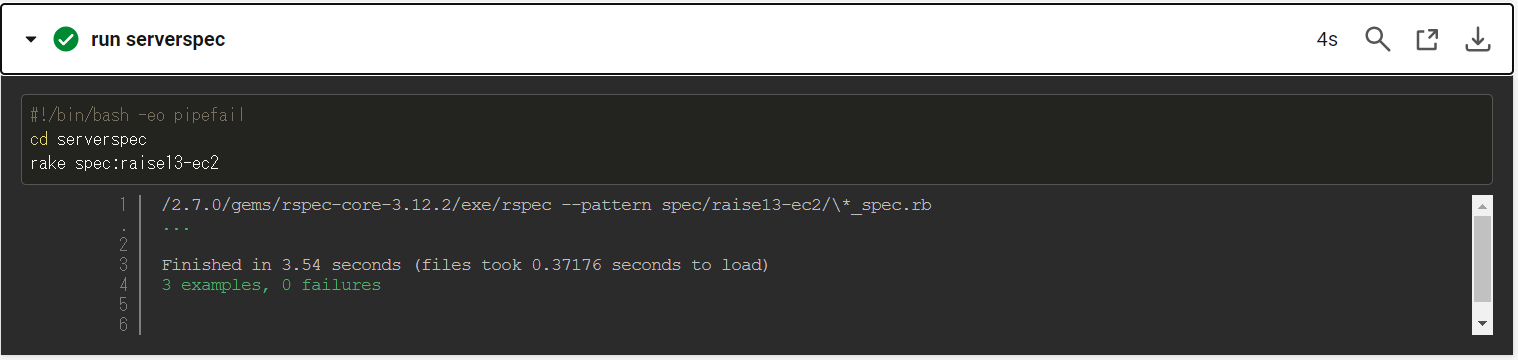 run serverspec
4s
#!/bin/bash -eo pipefail
cd serverspec
rake spec:raise13-ec2
1 /2.7.0/gems/rspec-core-3.12.2/exe/rspec --pattern spec/raise13-ec2/\*_spec.rb
. ...
2
3 Finished in 3.54 seconds (files took 0.37176 seconds to load)
4 3 examples, 0 failures
5
6